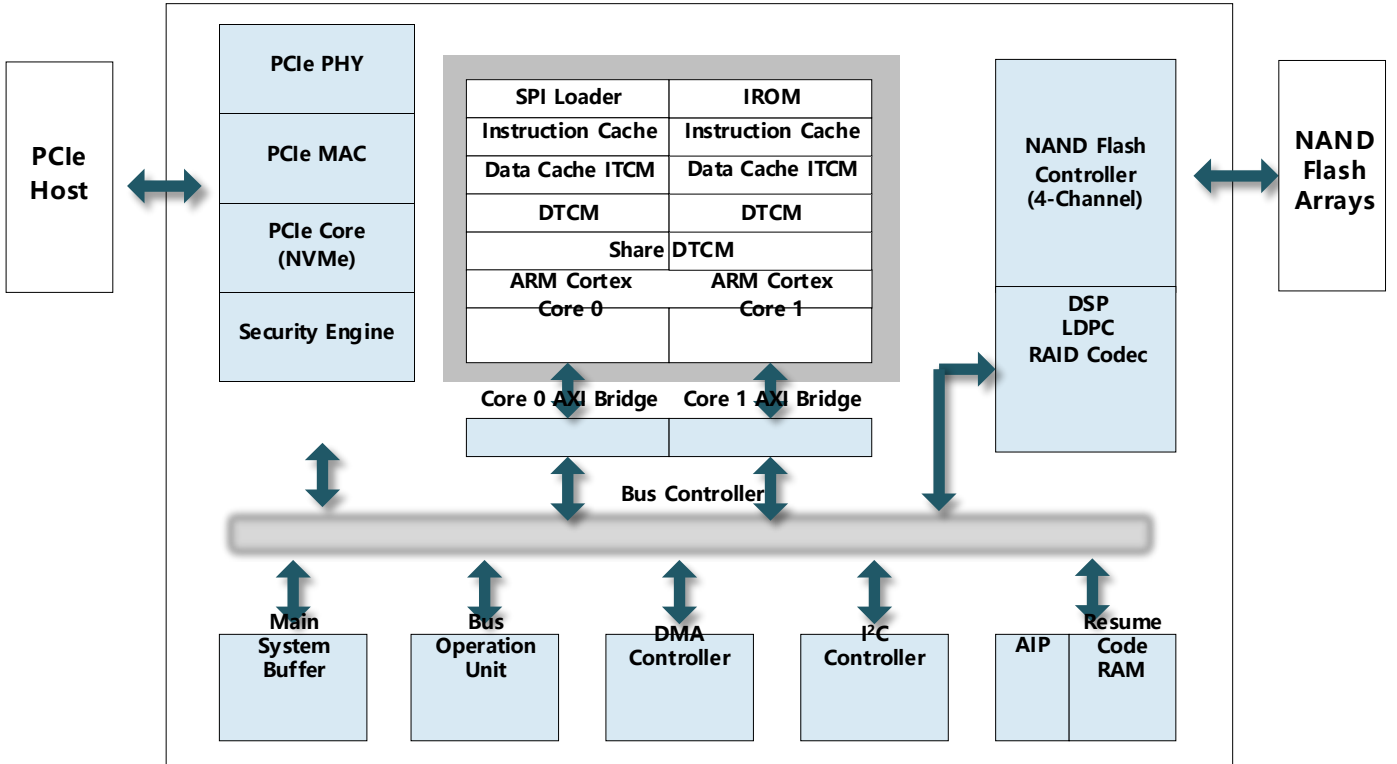 PCIe
Host
PCIe PHY
PCIe MAC
PCIe Core
(NVMe)
Security Engine
SPI Loader
IROM
Instruction Cache
Instruction Cache
Data Cache ITCM
Data Cache ITCM
DTCM
DTCM
Share DTCM
ARM Cortex
Core 0
ARM Cortex
Core 1
Core 0 AXI Bridge
Core 1 AXI Bridge
NAND Flash
Controller
(4-Channel)
DSP
LDPC
RAID Codec
NAND
Flash
Arrays
Bus Controller
Main
System
Buffer
Bus
Operation
Unit
DMA
Controller
I²C
Controller
AIP
Resume
Code
RAM